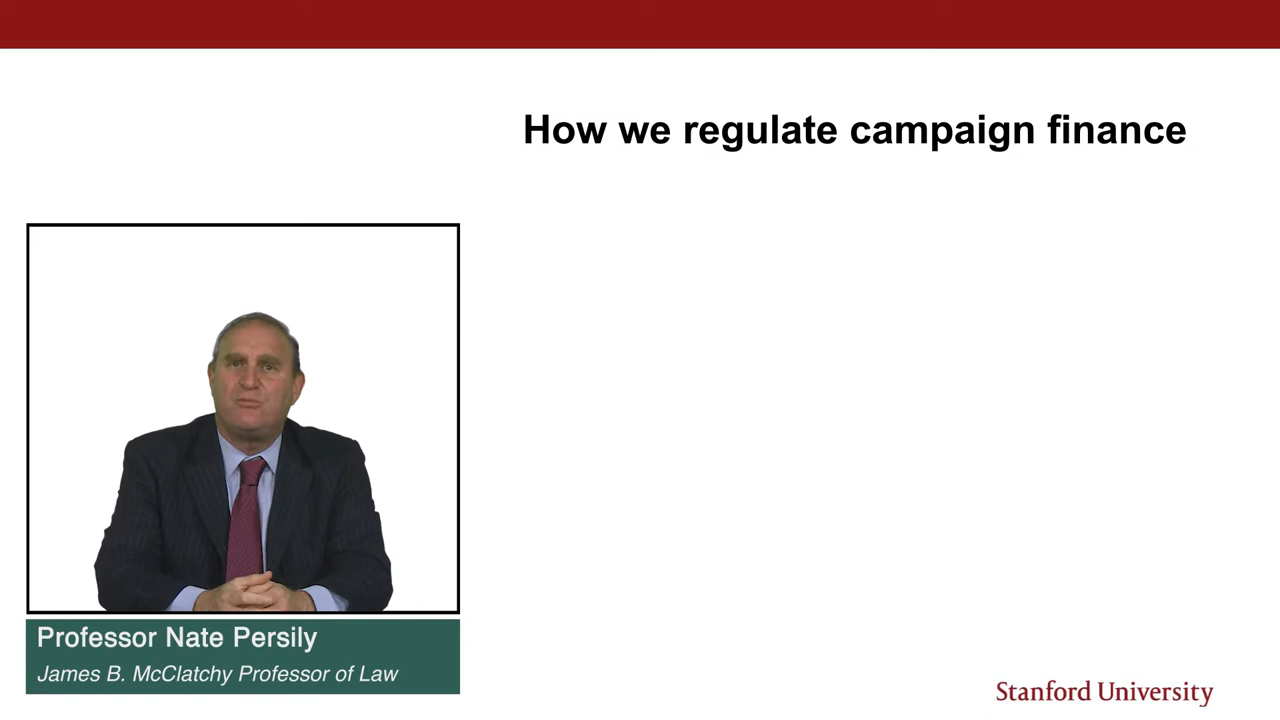 How we regulate campaign finance
Professor Nate Persily
James B. McClatchy Professor of Law
Stanford University